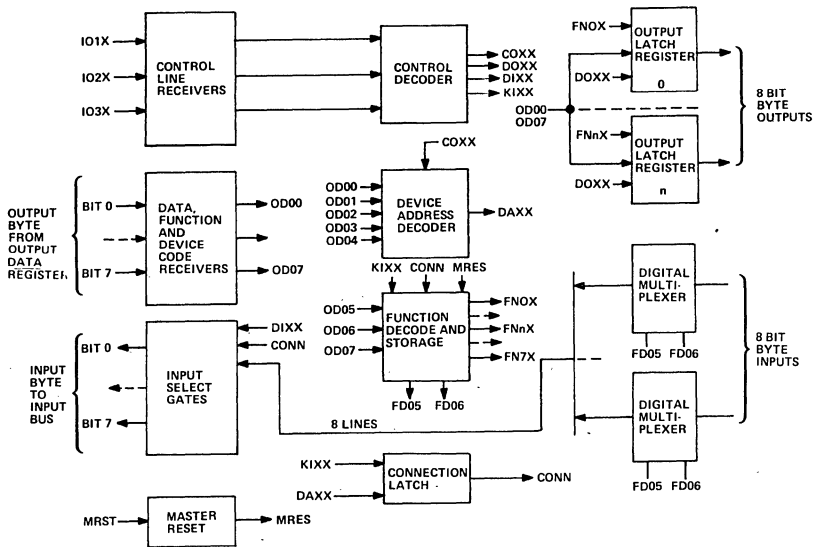 IO1X
IO2X
IO3X
CONTROL
LINE
RECEIVERS
CONTROL
DECODER
COXX
DOXX
DIXX
KIXX
FNOX
DOXX
OUTPUT
LATCH
REGISTER
0
OD00
OD07
FNnX
DOXX
OUTPUT
LATCH
REGISTER
n
8 BIT
BYTE
OUTPUTS
OUTPUT
BYTE
FROM
OUTPUT
DATA
REGISTER
BIT 0
BIT 7
DATA,
FUNCTION
AND
DEVICE
CODE
RECEIVERS
OD00
OD07
COXX
OD00
OD01
OD02
OD03
OD04
DEVICE
ADDRESS
DECODER
DAXX
KIXX CONN MRES
OD05
OD06
OD07
FUNCTION
DECODE AND
STORAGE
FNOX
FNnX
FN7X
FD05 FD06
INPUT
BYTE
TO
INPUT
BUS
BIT 0
BIT 7
INPUT
SELECT
GATES
DIXX
CONN
8 LINES
DIGITAL
MULTI-
PLEXER
FD05 FD06
DIGITAL
MULTI-
PLEXER
FD05 FD06
8 BIT
BYTE
INPUTS
KIXX
DAXX
CONNECTION
LATCH
CONN
MRST
MASTER
RESET
MRES